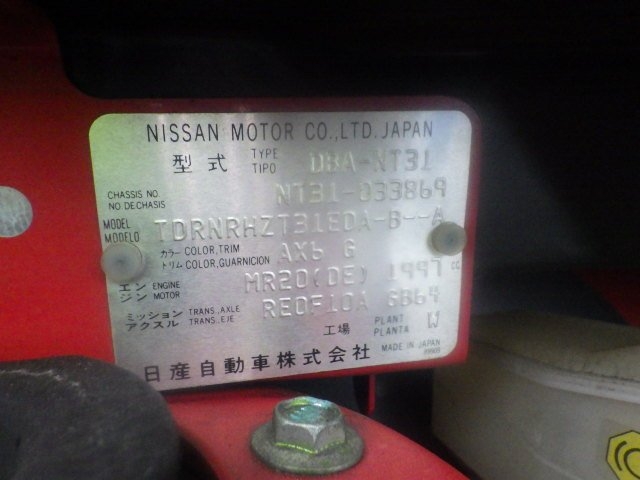 NISSAN MOTOR CO.,LTD.JAPAN
型式 TYPE TIPO DBA-NT31
CHASSIS NO. NO DE CHASIS NT31-033869
MODEL MODELO TDRNRHZT31EDA-B--A
カラー COLOR,TRIM トリム COLOR,GUARNICION AX6 G
エンジン ENGINE MOTOR MR20(DE) 1997 CC
ミッション アクスル TRANS.,AXLE TRANS.,EJE RE0F10A GB64
工場 PLANT PLANTA W
日産自動車株式会社 MADE IN JAPAN
99909